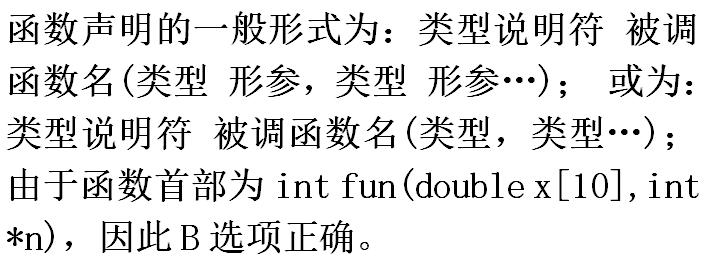 函数声明的一般形式为：类型说明符 被调
函数名(类型 形参，类型 形参…)； 或为：
类型说明符 被调函数名(类型，类型…)；
由于函数首部为 int fun(double x[10], int
*n)，因此 B 选项正确。